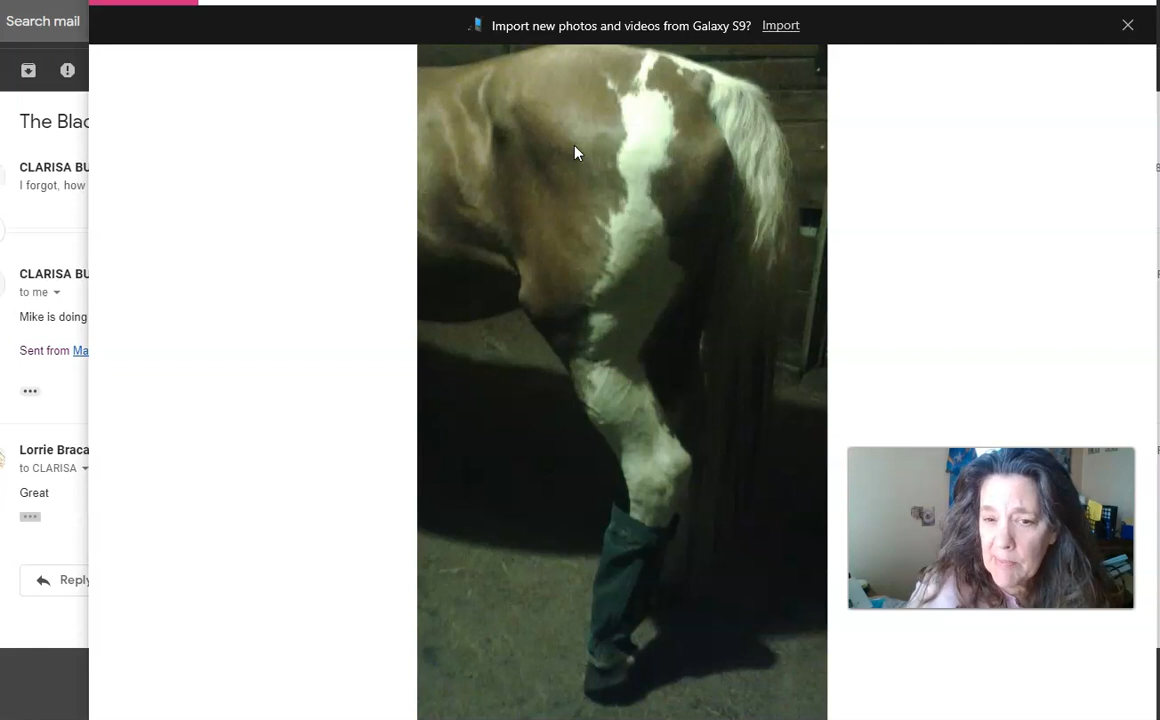 Search mail
Import new photos and videos from Galaxy S9? Import
The Blac
CLARISA BU
I forgot, how
CLARISA BU
to me
Mike is doing
Sent from Ma
Lorrie Braca
to CLARISA
Great
Reply